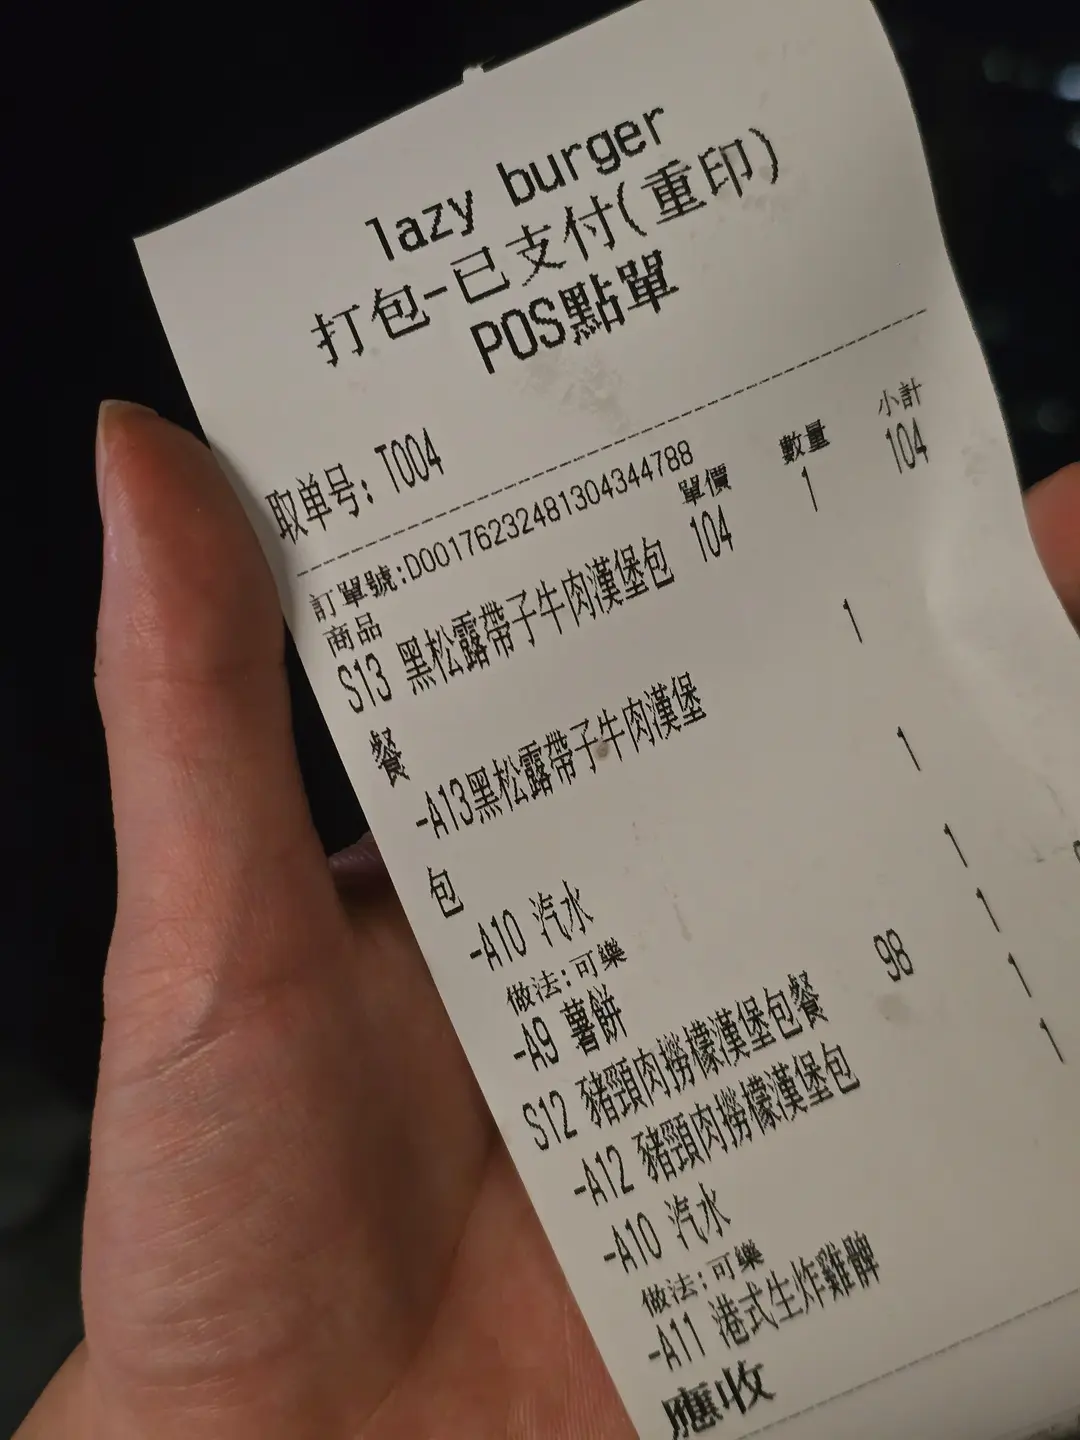 lazy burger
打包-已支付(重印)
POS點單
取单号: T004
訂單號:D00176232481304344788
商品 單價 數量 小計
S13 黑松露帶子牛肉漢堡包 104 1 104
餐
-A13黑松露帶子牛肉漢堡 1
包
-A10 汽水 1
做法:可樂
-A9 薯餅 1
S12 豬頸肉撈檬漢堡包餐 98 1
-A12 豬頸肉撈檬漢堡包 1
-A10 汽水 1
做法:可樂
-A11 港式生炸雞髀
應收